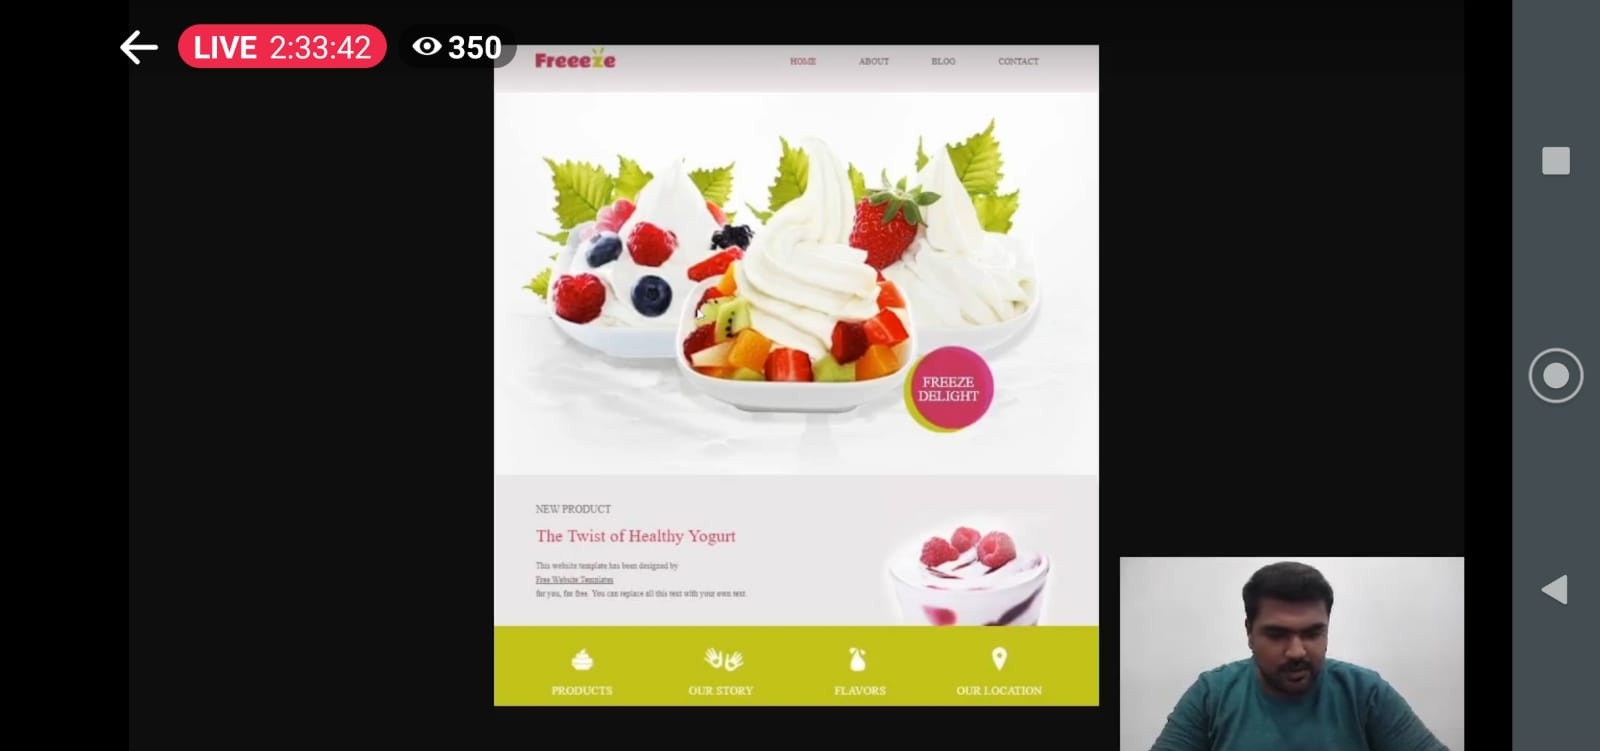 LIVE 2:33:42 350
Freeeze
HOME ABOUT BLOG CONTACT
FREEZE
DELIGHT
NEW PRODUCT
The Twist of Healthy Yogurt
This website template has been designed by
Free Website Templates
for you, for free. You can replace all this text with your own text.
PRODUCTS OUR STORY FLAVORS OUR LOCATION